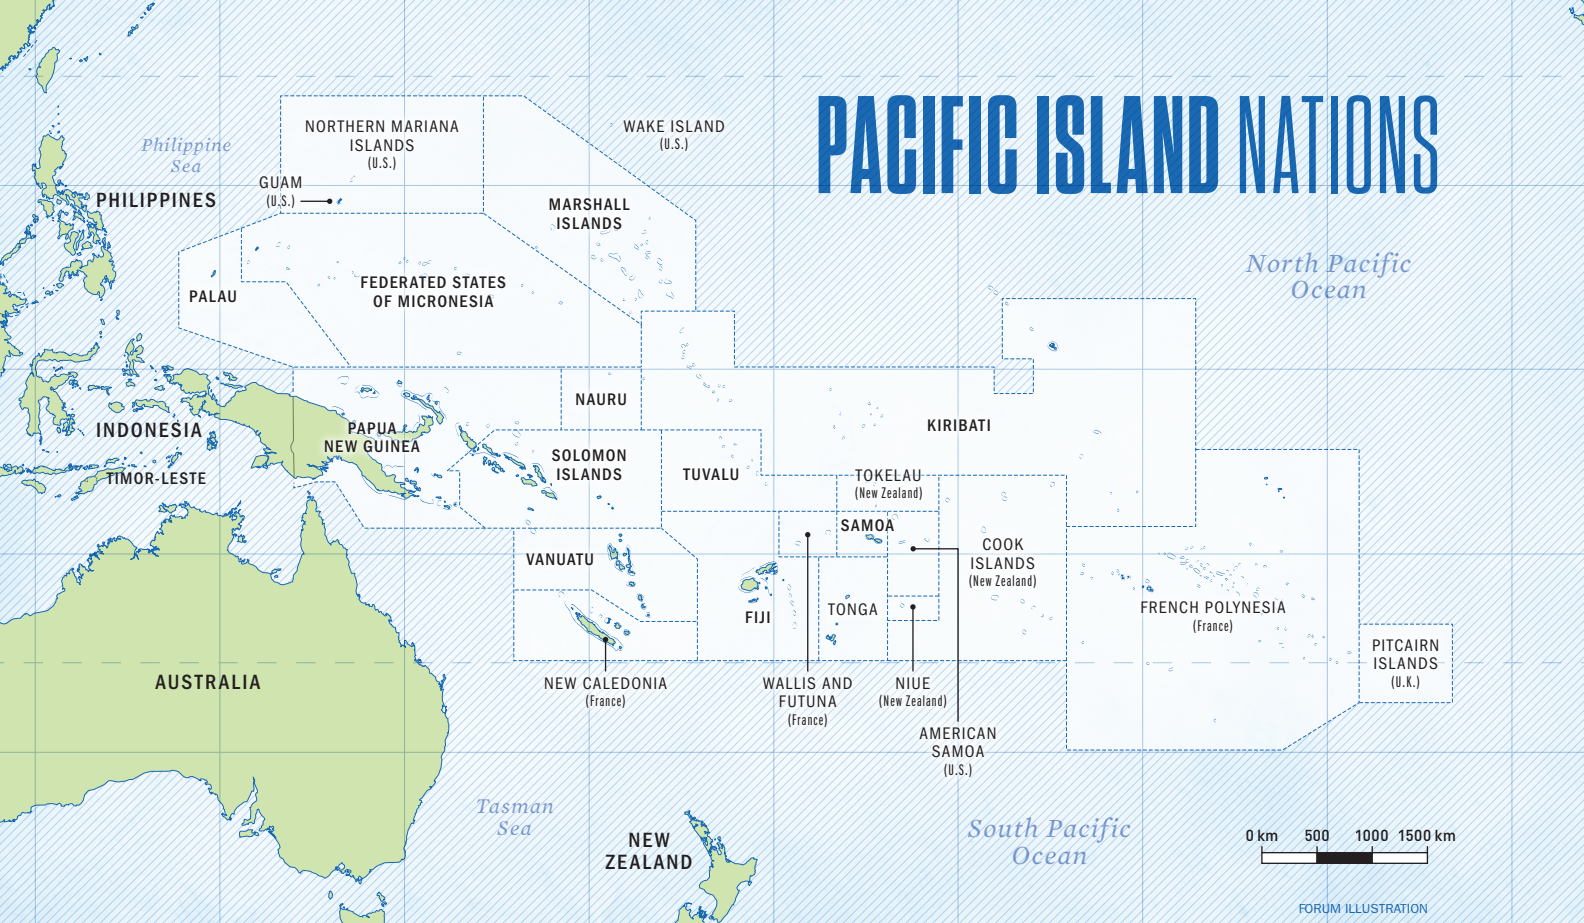 PACIFIC ISLAND NATIONS
NORTHERN MARIANA
ISLANDS
(U.S.)
WAKE ISLAND
(U.S.)
Philippine
Sea
GUAM
(U.S.)
PHILIPPINES
MARSHALL
ISLANDS
North Pacific
Ocean
PALAU
FEDERATED STATES
OF MICRONESIA
NAURU
KIRIBATI
INDONESIA
PAPUA
NEW GUINEA
SOLOMON
ISLANDS
TUVALU
TOKELAU
(New Zealand)
TIMOR-LESTE
SAMOA
VANUATU
COOK
ISLANDS
(New Zealand)
FIJI
TONGA
FRENCH POLYNESIA
(France)
PITCAIRN
ISLANDS
(U.K.)
AUSTRALIA
NEW CALEDONIA
(France)
WALLIS AND
FUTUNA
(France)
NIUE
(New Zealand)
AMERICAN
SAMOA
(U.S.)
Tasman
Sea
NEW
ZEALAND
South Pacific
Ocean
0 km 500 1000 1500 km
FORUM ILLUSTRATION